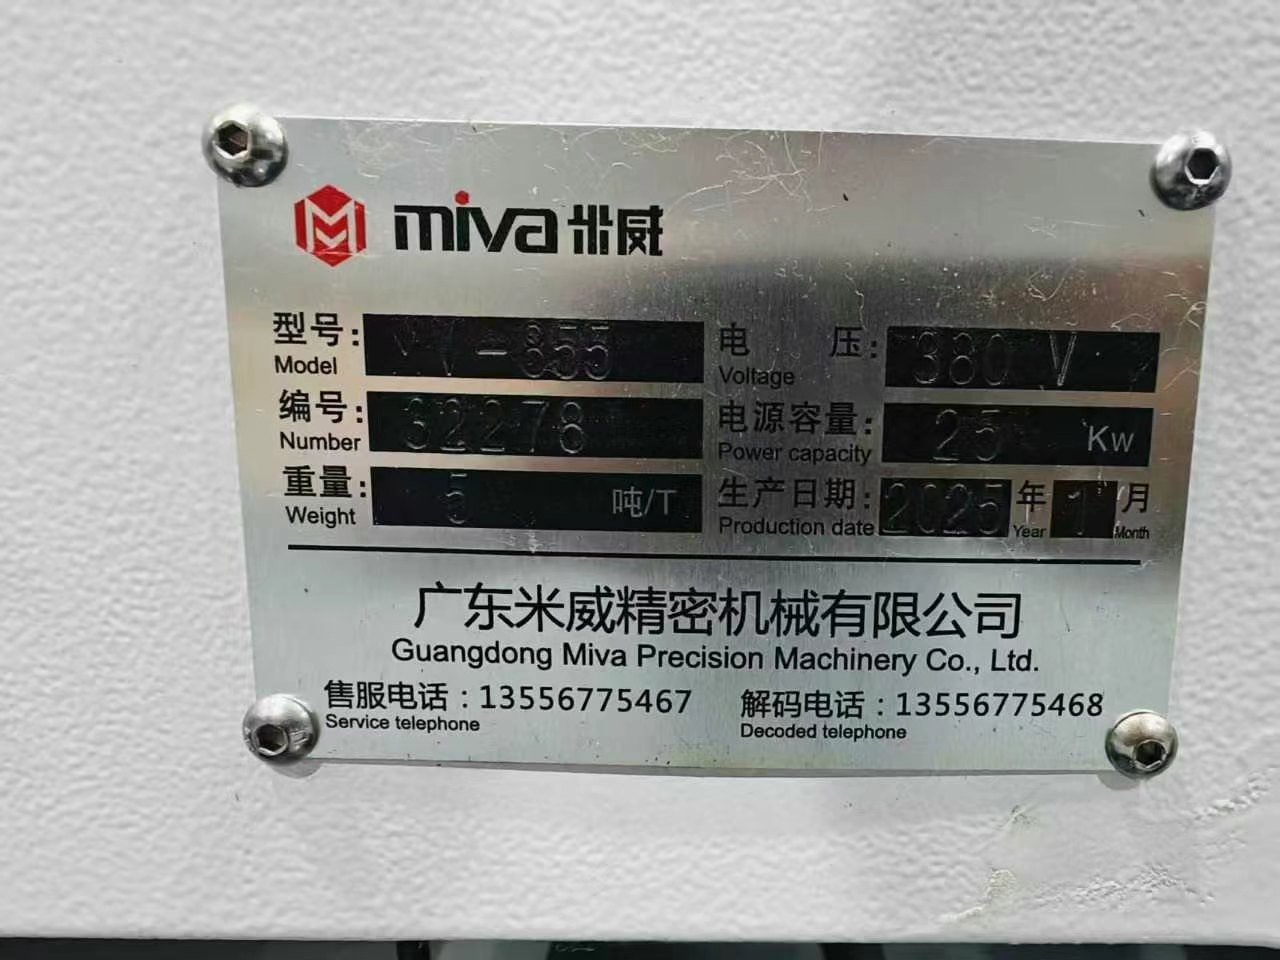 miva 米威
型号: -855 电压: 380 V
Model Voltage
编号: 32278 电源容量: 25 Kw
Number Power capacity
重量: 5 吨/T 生产日期: 2025 年 1 月
Weight Production date Year Month
广东米威精密机械有限公司
Guangdong Miva Precision Machinery Co., Ltd.
售服电话：13556775467 解码电话：13556775468
Service telephone Decoded telephone